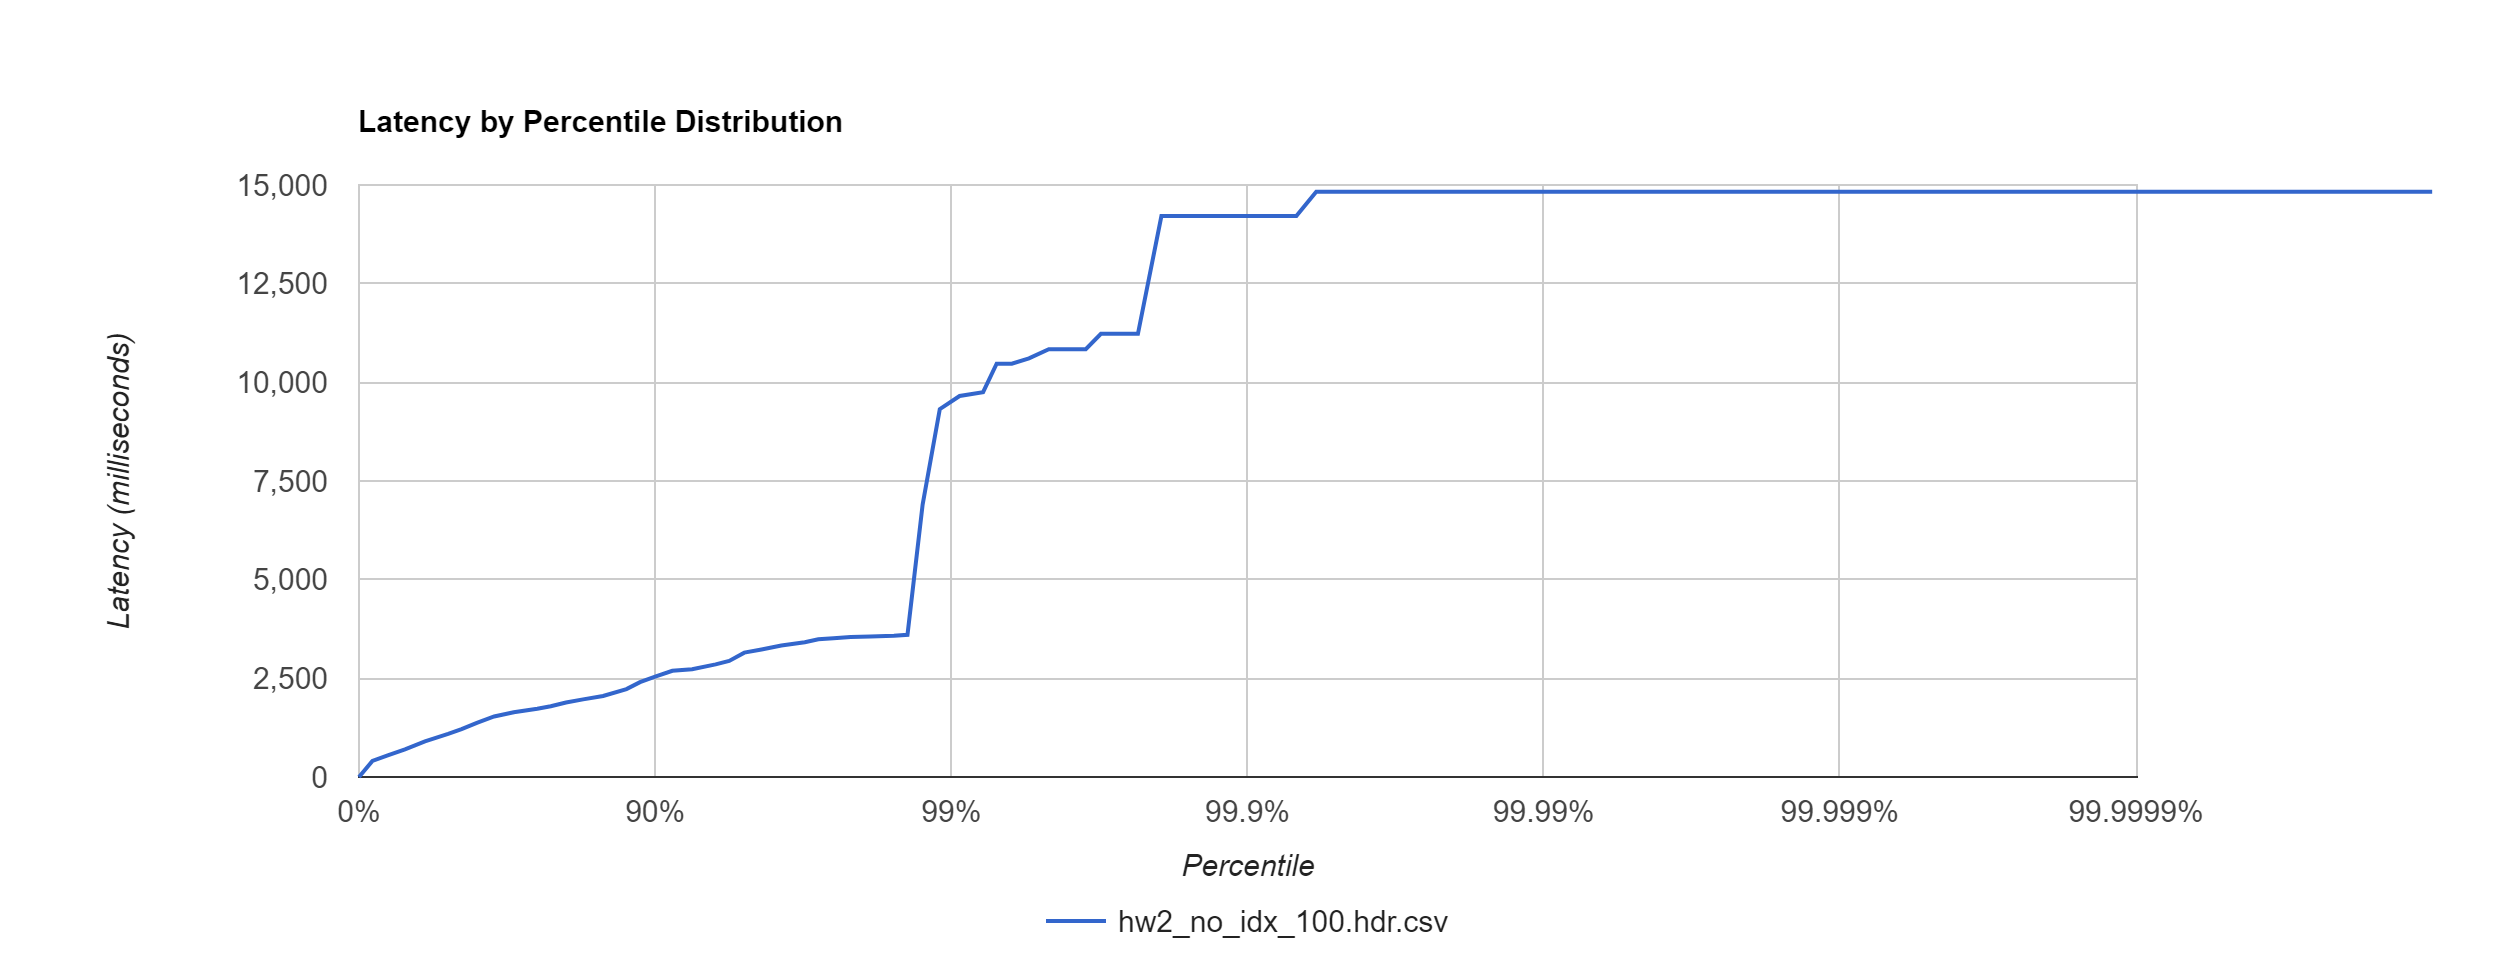 Latency by Percentile Distribution
15,000
12,500
10,000
7,500
5,000
2,500
0
Latency (milliseconds)
0% 90% 99% 99.9% 99.99% 99.999% 99.9999%
Percentile
hw2_no_idx_100.hdr.csv